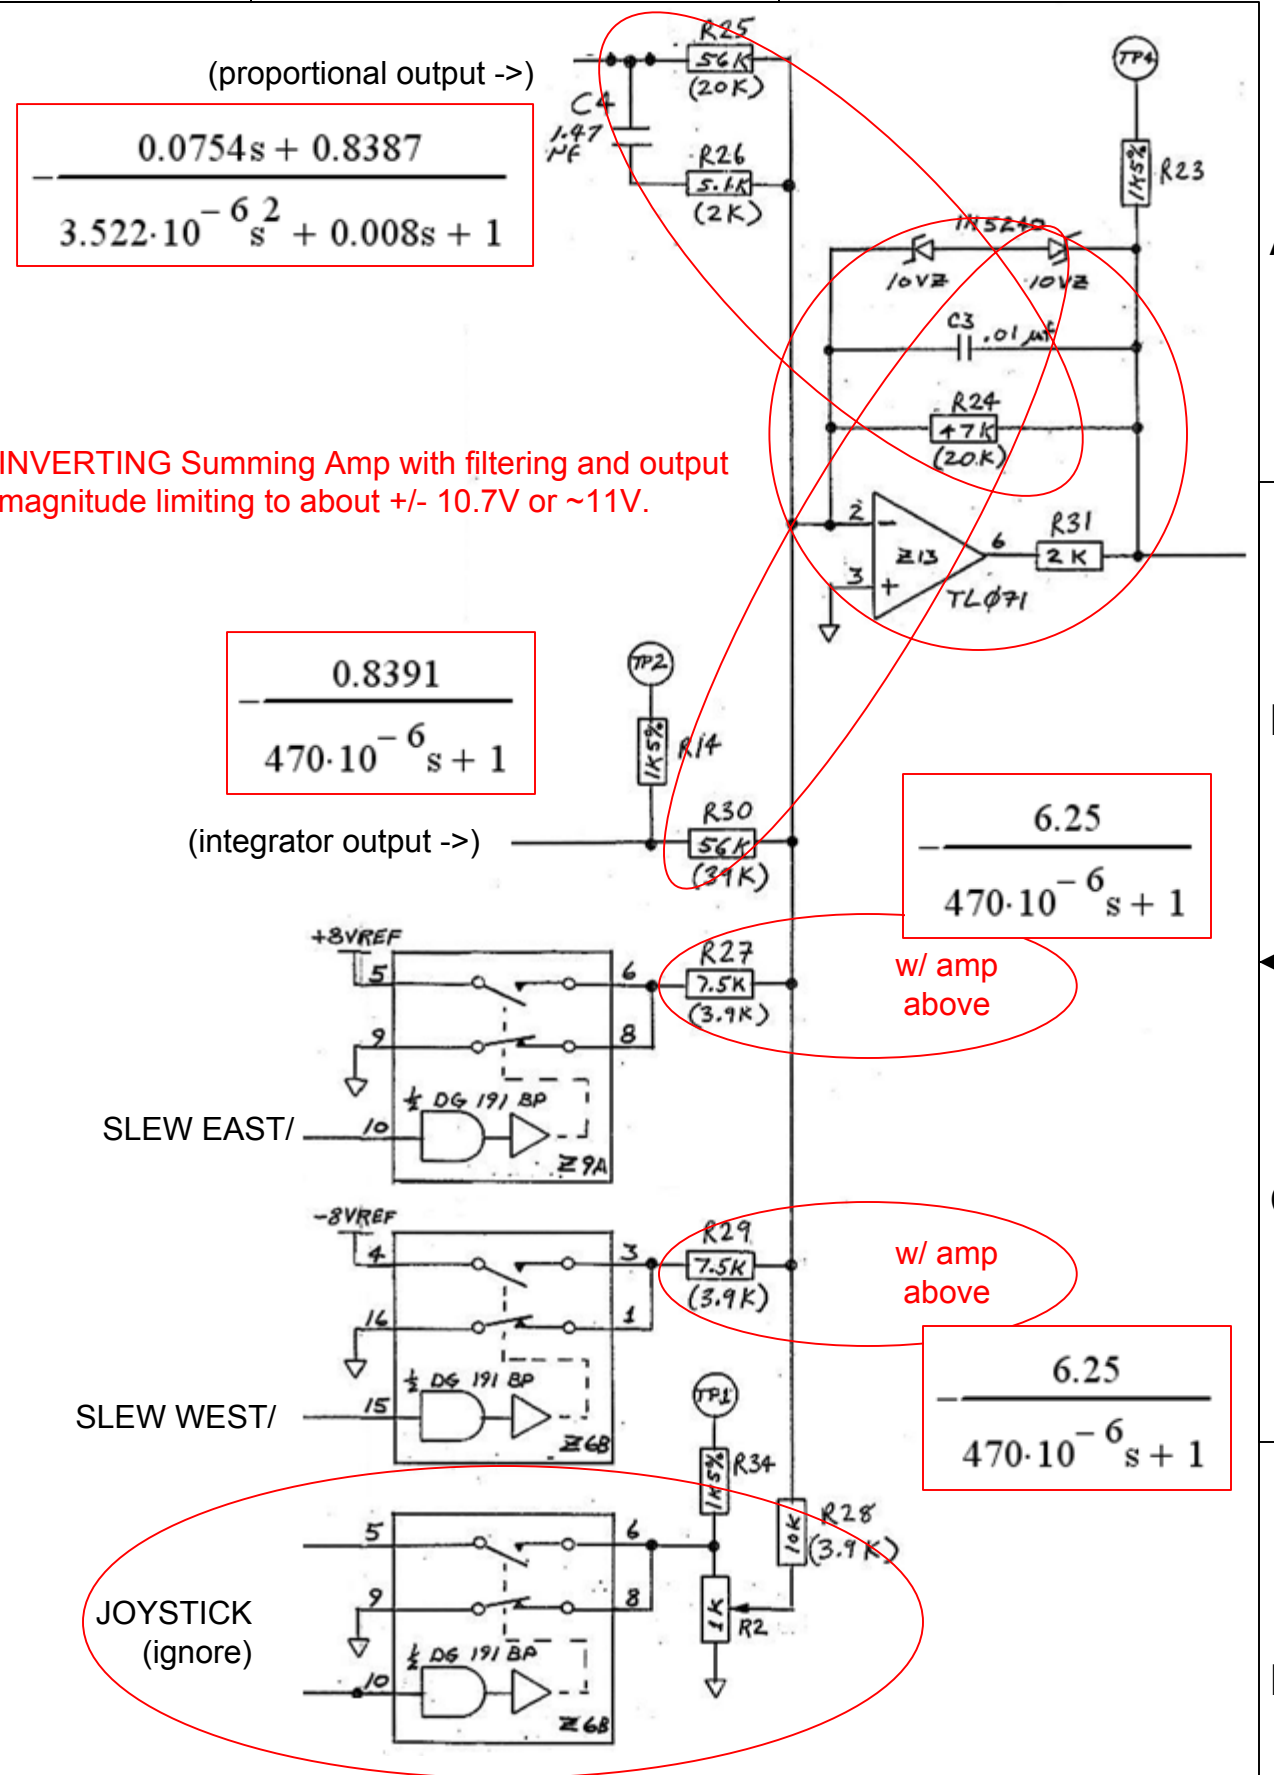 R25
56K
(20K)
(proportional output ->)
C4
1.47
µF
0.0754s + 0.8387
3.522·10^-6 s^2 + 0.008s + 1
-
R26
5.1K
(2K)
TP4
1K5%
R23
1N5240
10VZ
10VZ
C3
.01 µf
R24
47K
(20K)
INVERTING Summing Amp with filtering and output
magnitude limiting to about +/- 10.7V or ~11V.
2
-
Z13
3
+
6
TLØ71
R31
2K
0.8391
470·10^-6 s + 1
-
TP2
1K5%
R14
(integrator output ->)
R30
56K
(39K)
6.25
470·10^-6 s + 1
-
+8VREF
5
6
9
8
R27
7.5K
(3.9K)
w/ amp
above
½ DG 191 BP
SLEW EAST/
10
Z9A
-8VREF
4
3
16
1
R29
7.5K
(3.9K)
w/ amp
above
½ DG 191 BP
SLEW WEST/
15
Z6B
6.25
470·10^-6 s + 1
-
TP1
1K5%
R34
10K
R28
(3.9K)
5
6
9
8
JOYSTICK
(ignore)
1K
R2
½ DG 191 BP
10
Z6B